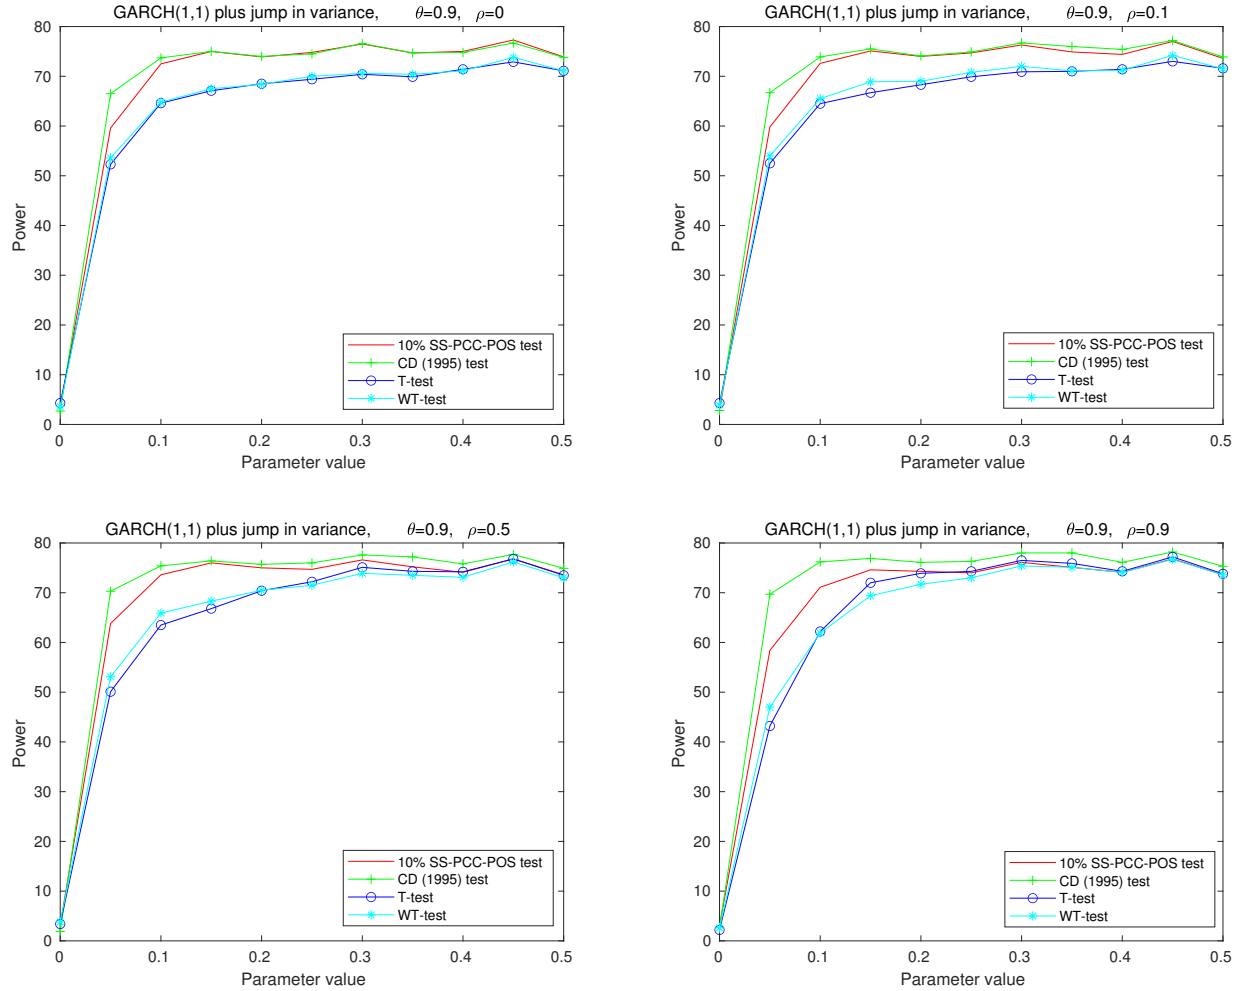 GARCH(1,1) plus jump in variance, θ=0.9, ρ=0
80
70
60
50
40
30
20
10
0
Power
0 0.1 0.2 0.3 0.4 0.5
Parameter value
10% SS-PCC-POS test
CD (1995) test
T-test
WT-test
GARCH(1,1) plus jump in variance, θ=0.9, ρ=0.1
80
70
60
50
40
30
20
10
0
Power
0 0.1 0.2 0.3 0.4 0.5
Parameter value
10% SS-PCC-POS test
CD (1995) test
T-test
WT-test
GARCH(1,1) plus jump in variance, θ=0.9, ρ=0.5
80
70
60
50
40
30
20
10
0
Power
0 0.1 0.2 0.3 0.4 0.5
Parameter value
10% SS-PCC-POS test
CD (1995) test
T-test
WT-test
GARCH(1,1) plus jump in variance, θ=0.9, ρ=0.9
80
70
60
50
40
30
20
10
0
Power
0 0.1 0.2 0.3 0.4 0.5
Parameter value
10% SS-PCC-POS test
CD (1995) test
T-test
WT-test